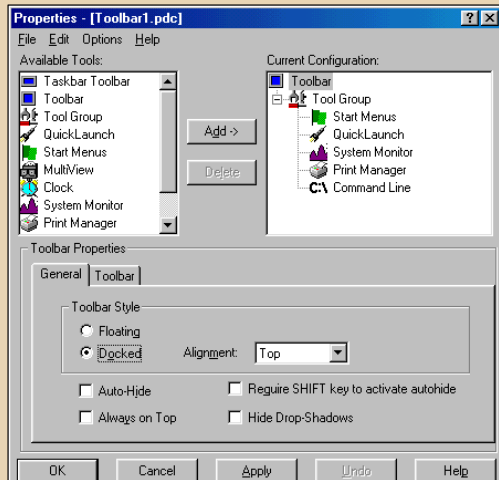 Properties - [Toolbar1.pdc]
File Edit Options Help
Available Tools:
Taskbar Toolbar
Toolbar
Tool Group
QuickLaunch
Start Menus
MultiView
Clock
System Monitor
Print Manager
Add ->
Delete
Current Configuration:
Toolbar
Tool Group
Start Menus
QuickLaunch
System Monitor
Print Manager
C:\ Command Line
Toolbar Properties
General Toolbar
Toolbar Style
Floating
Docked Alignment: Top
Auto-Hide Require SHIFT key to activate autohide
Always on Top Hide Drop-Shadows
OK Cancel Apply Undo Help